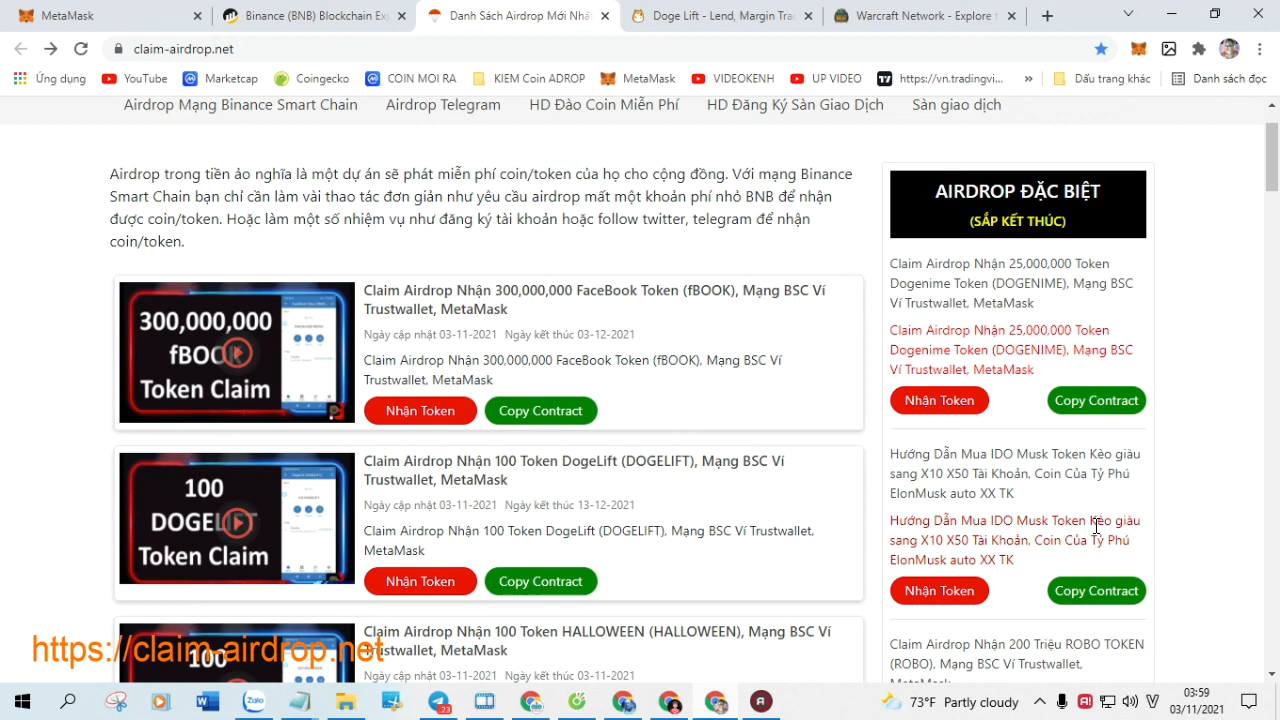 MetaMask
Binance (BNB) Blockchain Exp
Danh Sách Airdrop Mới Nhấ
Doge Lift - Lend, Margin Trad
Warcraft Network - Explore t
claim-airdrop.net
Ứng dụng
YouTube
Marketcap
Coingecko
COIN MOI RA
KIEM Coin ADROP
MetaMask
VIDEOKENH
UP VIDEO
https://vn.tradingvi...
Dấu trang khác
Danh sách đọc
Airdrop Mạng Binance Smart Chain
Airdrop Telegram
HD Đào Coin Miễn Phí
HD Đăng Ký Sàn Giao Dịch
Sàn giao dịch
Airdrop trong tiền ảo nghĩa là một dự án sẽ phát miễn phí coin/token của họ cho cộng đồng. Với mạng Binance
Smart Chain bạn chỉ cần làm vài thao tác đơn giản như yêu cầu airdrop mất một khoản phí nhỏ BNB để nhận
được coin/token. Hoặc làm một số nhiệm vụ như đăng ký tài khoản hoặc follow twitter, telegram để nhận
coin/token.
300,000,000
fBOOK
Token Claim
Claim Airdrop Nhận 300,000,000 FaceBook Token (fBOOK), Mạng BSC Ví
Trustwallet, MetaMask
Ngày cập nhật 03-11-2021 Ngày kết thúc 03-12-2021
Claim Airdrop Nhận 300,000,000 FaceBook Token (fBOOK), Mạng BSC Ví
Trustwallet, MetaMask
Nhận Token
Copy Contract
100
DOGELIFT
Token Claim
Claim Airdrop Nhận 100 Token DogeLift (DOGELIFT), Mạng BSC Ví
Trustwallet, MetaMask
Ngày cập nhật 03-11-2021 Ngày kết thúc 13-12-2021
Claim Airdrop Nhận 100 Token DogeLift (DOGELIFT), Mạng BSC Ví Trustwallet,
MetaMask
Nhận Token
Copy Contract
100
Claim Airdrop Nhận 100 Token HALLOWEEN (HALLOWEEN), Mạng BSC Ví
Trustwallet, MetaMask
Ngày cập nhật 03-11-2021 Ngày kết thúc 03-12-2021
https://claim-airdrop.net
AIRDROP ĐẶC BIỆT
(SẮP KẾT THÚC)
Claim Airdrop Nhận 25,000,000 Token
Dogenime Token (DOGENIME), Mạng BSC
Ví Trustwallet, MetaMask
Claim Airdrop Nhận 25,000,000 Token
Dogenime Token (DOGENIME), Mạng BSC
Ví Trustwallet, MetaMask
Nhận Token
Copy Contract
Hướng Dẫn Mua IDO Musk Token Kèo giàu
sang X10 X50 Tài Khoản, Coin Của Tỷ Phú
ElonMusk auto XX TK
Hướng Dẫn Mua IDO Musk Token Kèo giàu
sang X10 X50 Tài Khoản, Coin Của Tỷ Phú
ElonMusk auto XX TK
Nhận Token
Copy Contract
Claim Airdrop Nhận 200 Triệu ROBO TOKEN
(ROBO), Mạng BSC Ví Trustwallet,
MetaMask
Zalo
23
73°F Partly cloudy
03:59
03/11/2021